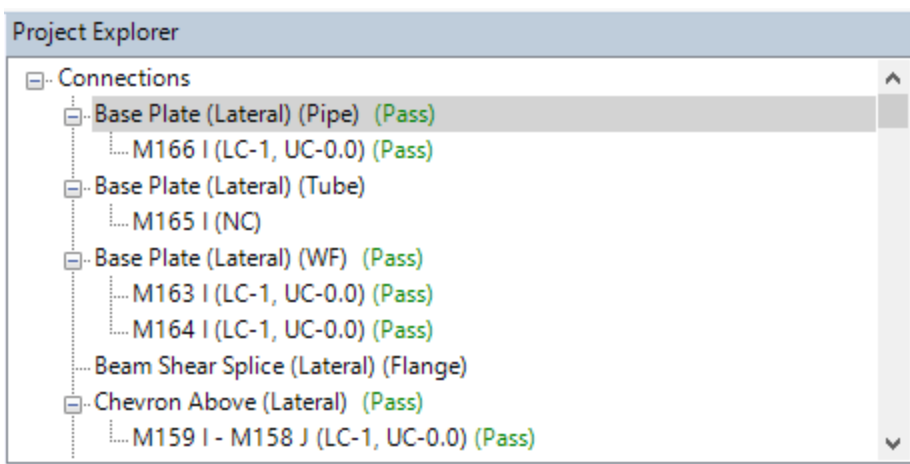 Project Explorer
Connections
Base Plate (Lateral) (Pipe) (Pass)
M166 I (LC-1, UC-0.0) (Pass)
Base Plate (Lateral) (Tube)
M165 I (NC)
Base Plate (Lateral) (WF) (Pass)
M163 I (LC-1, UC-0.0) (Pass)
M164 I (LC-1, UC-0.0) (Pass)
Beam Shear Splice (Lateral) (Flange)
Chevron Above (Lateral) (Pass)
M159 I - M158 J (LC-1, UC-0.0) (Pass)